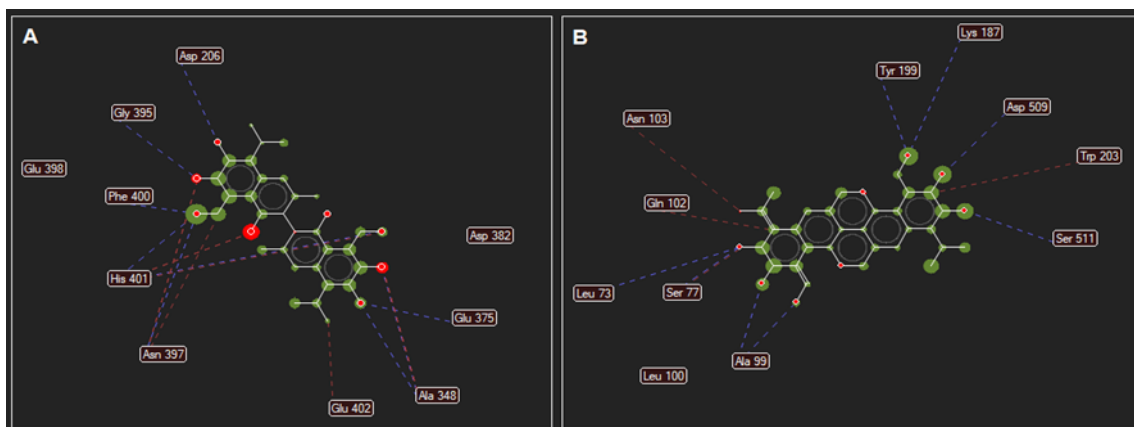 A
Asp 206
Gly 395
Glu 398
Phe 400
Asp 382
His 401
Glu 375
Asn 397
Ala 348
Glu 402
B
Lys 187
Tyr 199
Asn 103
Asp 509
Trp 203
Gln 102
Ser 511
Leu 73
Ser 77
Ala 99
Leu 100